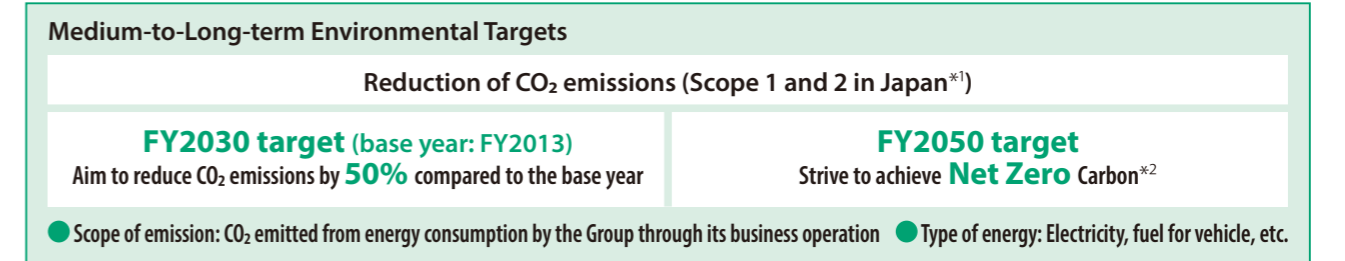 Medium-to-Long-term Environmental Targets
Reduction of CO₂ emissions (Scope 1 and 2 in Japan*¹)
FY2030 target (base year: FY2013)
Aim to reduce CO₂ emissions by 50% compared to the base year
FY2050 target
Strive to achieve Net Zero Carbon*²
● Scope of emission: CO₂ emitted from energy consumption by the Group through its business operation ● Type of energy: Electricity, fuel for vehicle, etc.